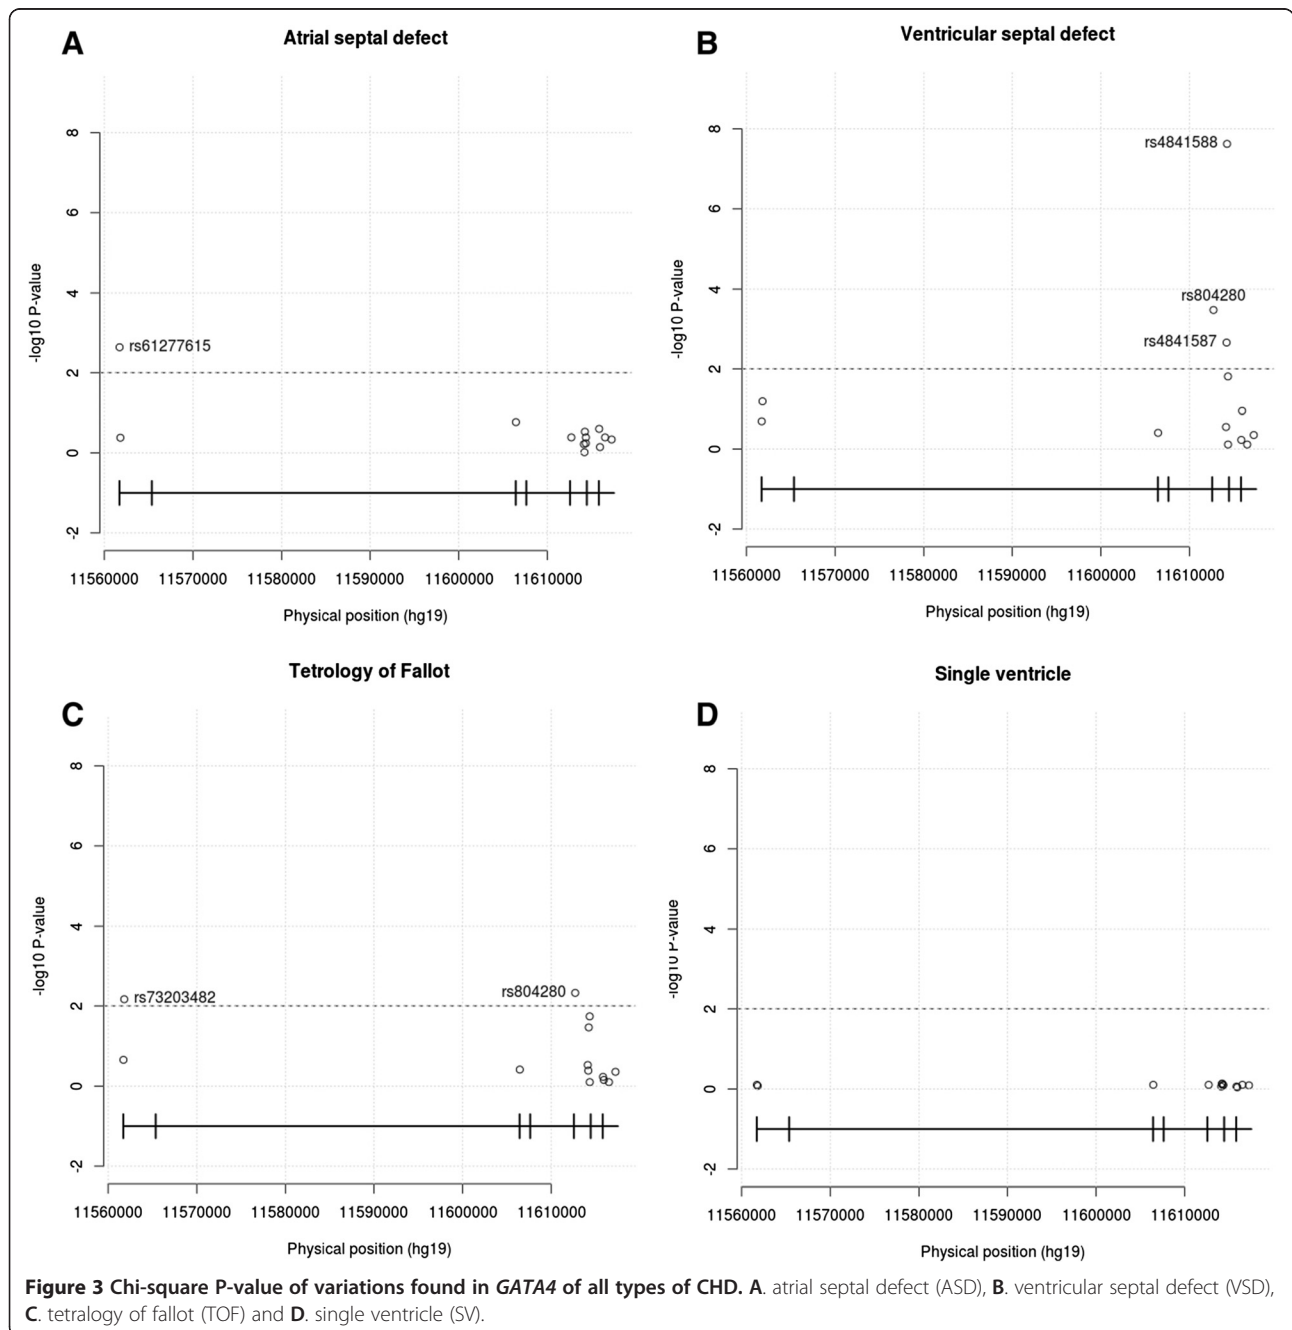 A
Atrial septal defect
8
6
4
2
0
-2
-log10 P-value
rs61277615
11560000 11570000 11580000 11590000 11600000 11610000
Physical position (hg19)
B
Ventricular septal defect
8
6
4
2
0
-2
-log10 P-value
rs4841588
rs804280
rs4841587
11560000 11570000 11580000 11590000 11600000 11610000
Physical position (hg19)
C
Tetrology of Fallot
8
6
4
2
0
-2
-log10 P-value
rs73203482
rs804280
11560000 11570000 11580000 11590000 11600000 11610000
Physical position (hg19)
D
Single ventricle
8
6
4
2
0
-2
-log10 P-value
11560000 11570000 11580000 11590000 11600000 11610000
Physical position (hg19)
Figure 3 Chi-square P-value of variations found in GATA4 of all types of CHD. A. atrial septal defect (ASD), B. ventricular septal defect (VSD),
C. tetralogy of fallot (TOF) and D. single ventricle (SV).